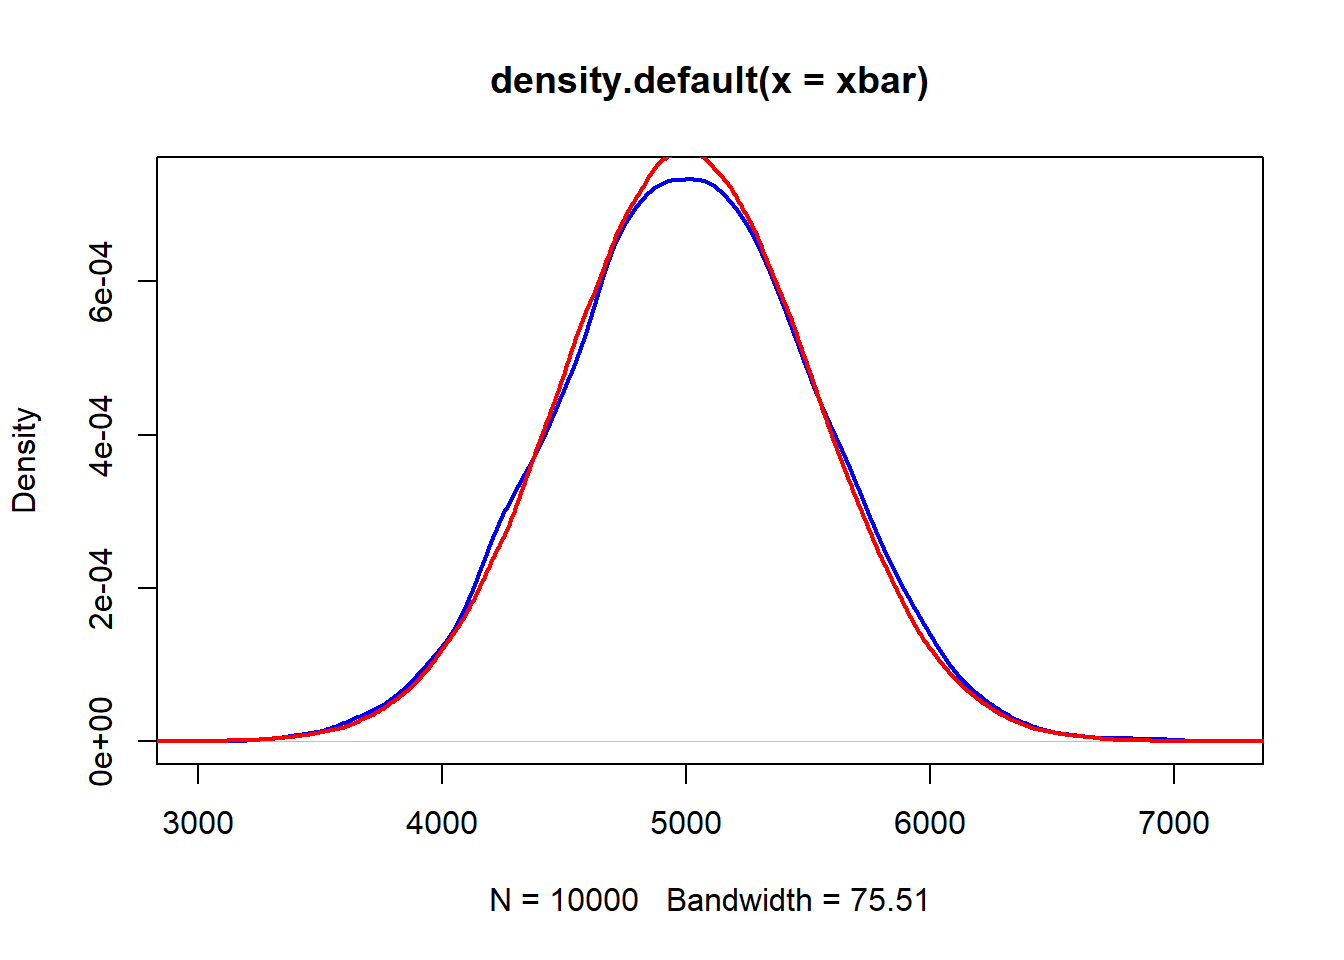 density.default(x = xbar)
Density
6e-04
4e-04
2e-04
0e+00
3000 4000 5000 6000 7000
N = 10000 Bandwidth = 75.51